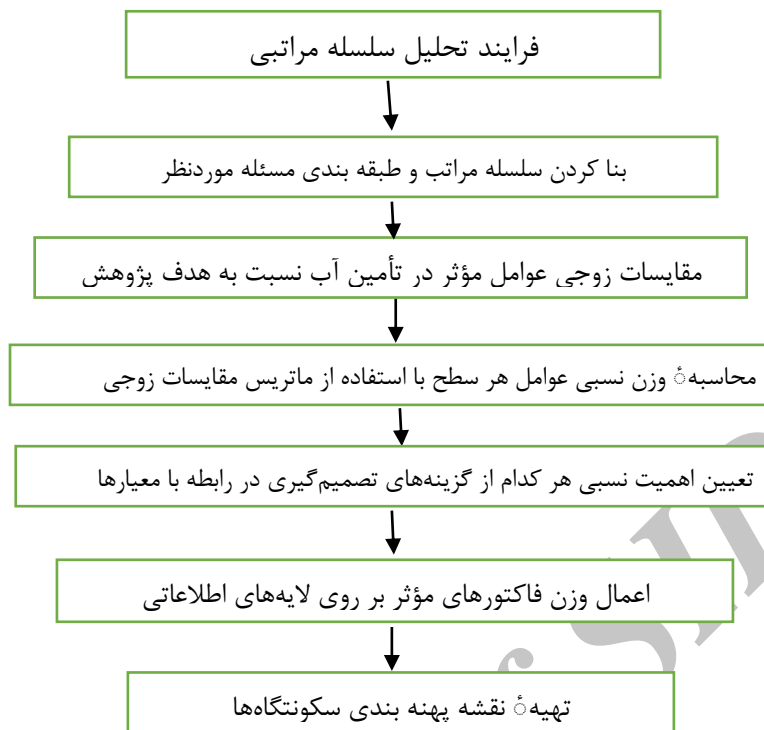 فرایند تحلیل سلسله مراتبی
بنا کردن سلسله مراتب و طبقه بندی مسئله موردنظر
مقایسات زوجی عوامل مؤثر در تأمین آب نسبت به هدف پژوهش
محاسبهٔ وزن نسبی عوامل هر سطح با استفاده از ماتریس مقایسات زوجی
تعیین اهمیت نسبی هر کدام از گزینه‌های تصمیم‌گیری در رابطه با معیارها
اعمال وزن فاکتورهای مؤثر بر روی لایه‌های اطلاعاتی
تهیهٔ نقشه پهنه بندی سکونتگاه‌ها